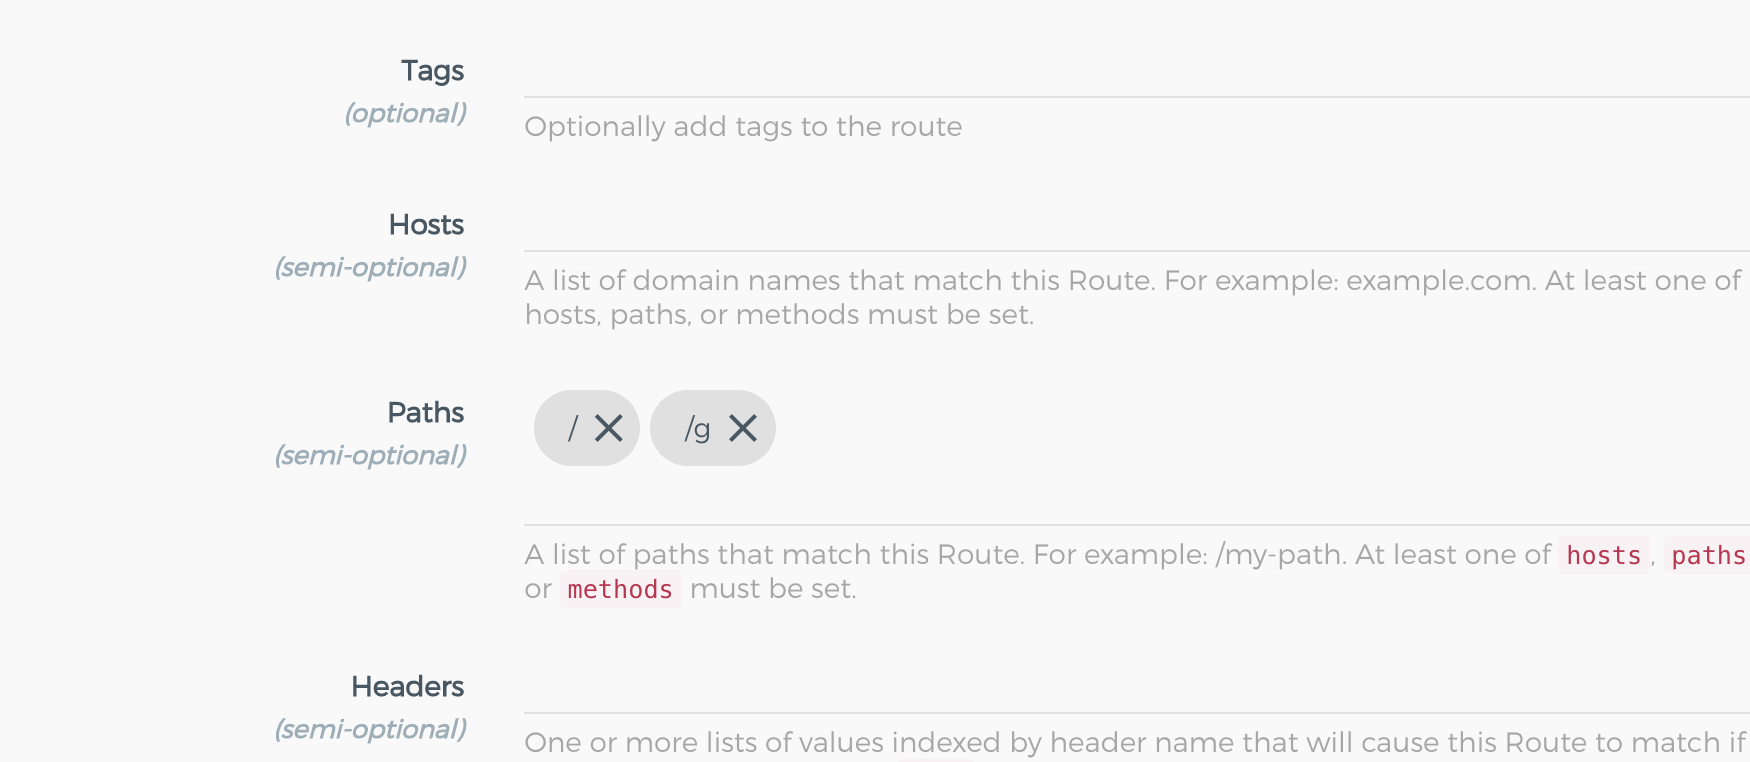 Tags
(optional)
Optionally add tags to the route
Hosts
(semi-optional)
A list of domain names that match this Route. For example: example.com. At least one of
hosts, paths, or methods must be set.
Paths
(semi-optional)
/ /g
A list of paths that match this Route. For example: /my-path. At least one of hosts, paths
or methods must be set.
Headers
(semi-optional)
One or more lists of values indexed by header name that will cause this Route to match if